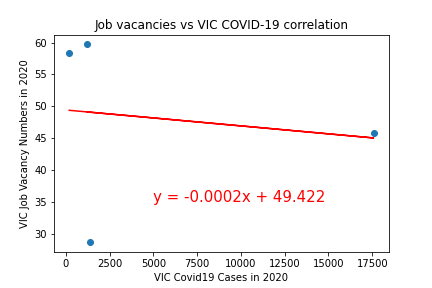 Job vacancies vs VIC COVID-19 correlation
VIC Job Vacancy Numbers in 2020
60
55
50
45
40
35
30
y = -0.0002x + 49.422
0 2500 5000 7500 10000 12500 15000 17500
VIC Covid19 Cases in 2020